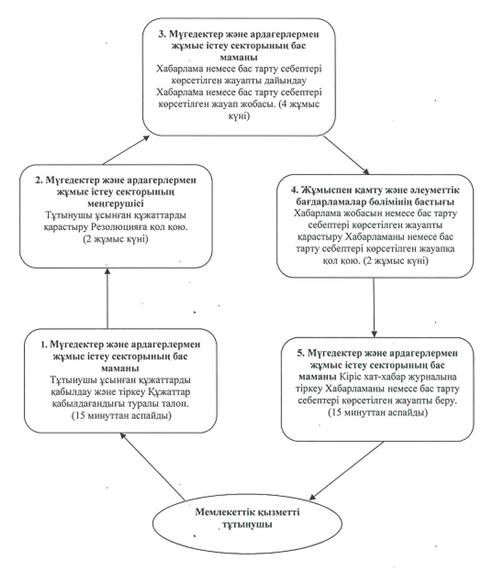 3. Мүгедектер және ардагерлермен
жұмыс істеу секторының бас
маманы
Хабарлама немесе бас тарту себептері
көрсетілген жауапты дайындау
Хабарлама немесе бас тарту себептері
көрсетілген жауап жобасы. (4 жұмыс
күні)
2. Мүгедектер және ардагерлермен
жұмыс істеу секторының
меңгерушісі
Тұтынушы ұсынған құжаттарды
қарастыру Резолюцияға қол қою.
(2 жұмыс күні)
4. Жұмыспен қамту және әлеуметтік
бағдарламалар бөлімінің бастығы
Хабарлама жобасын немесе бас тарту
себептері көрсетілген жауапты
қарастыру Хабарламаны немесе бас
тарту себептері көрсетілген жауапқа
қол қою. (2 жұмыс күні)
1. Мүгедектер және ардагерлермен
жұмыс істеу секторының бас
маманы
Тұтынушы ұсынған құжаттарды
қабылдау және тіркеу Құжаттар
қабылдағандығы туралы талон.
(15 минуттан аспайды)
5. Мүгедектер және ардагерлермен
жұмыс істеу секторының бас
маманы Кіріс хат-хабар журналына
тіркеу Хабарламаны немесе бас тарту
себептері көрсетілген жауапты беру.
(15 минуттан аспайды)
Мемлекеттік қызметті
тұтынушы